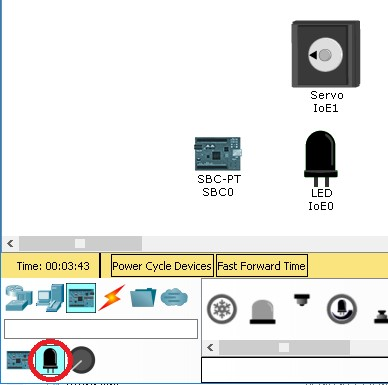 Servo
IoE1
SBC-PT
SBC0
LED
IoE0
Time: 00:03:43
Power Cycle Devices
Fast Forward Time